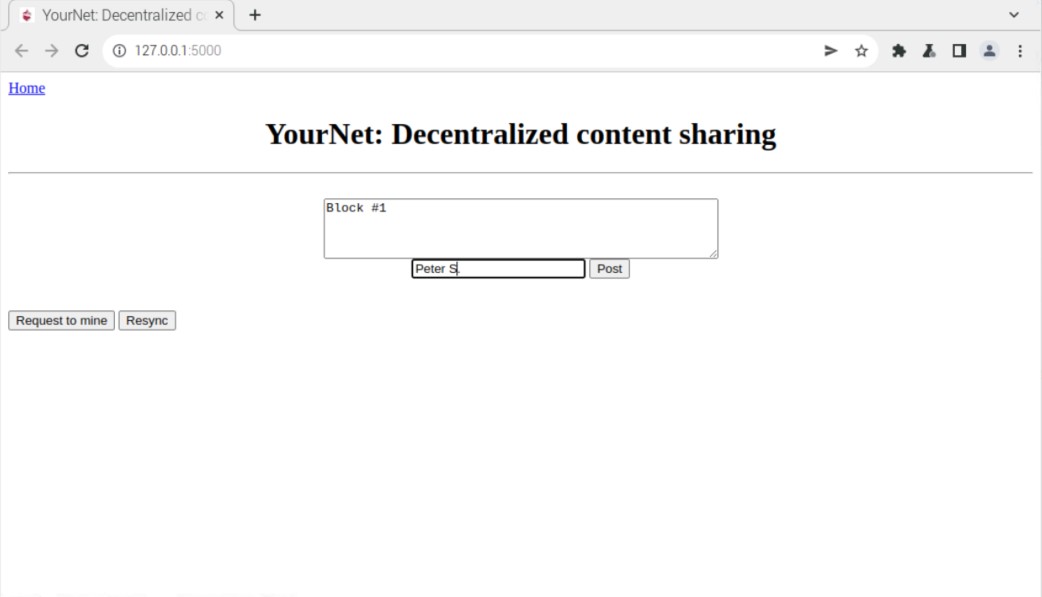 YourNet: Decentralized c
127.0.0.1:5000
Home
YourNet: Decentralized content sharing
Block #1
Peter S.
Post
Request to mine
Resync